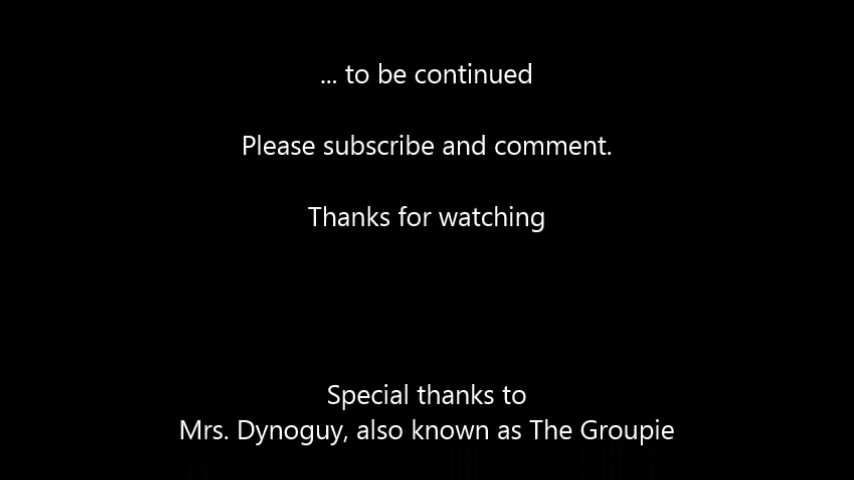 ... to be continued
Please subscribe and comment.
Thanks for watching
Special thanks to
Mrs. Dynoguy, also known as The Groupie